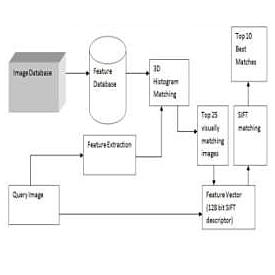 Image Database
Feature
Database
3D
Histogram
Matching
Top 10
Best
Matches
Feature Extraction
Top 25
visually
matching
images
SIFT
matching
Query Image
Feature Vector
(128 bit SIFT
descriptor)